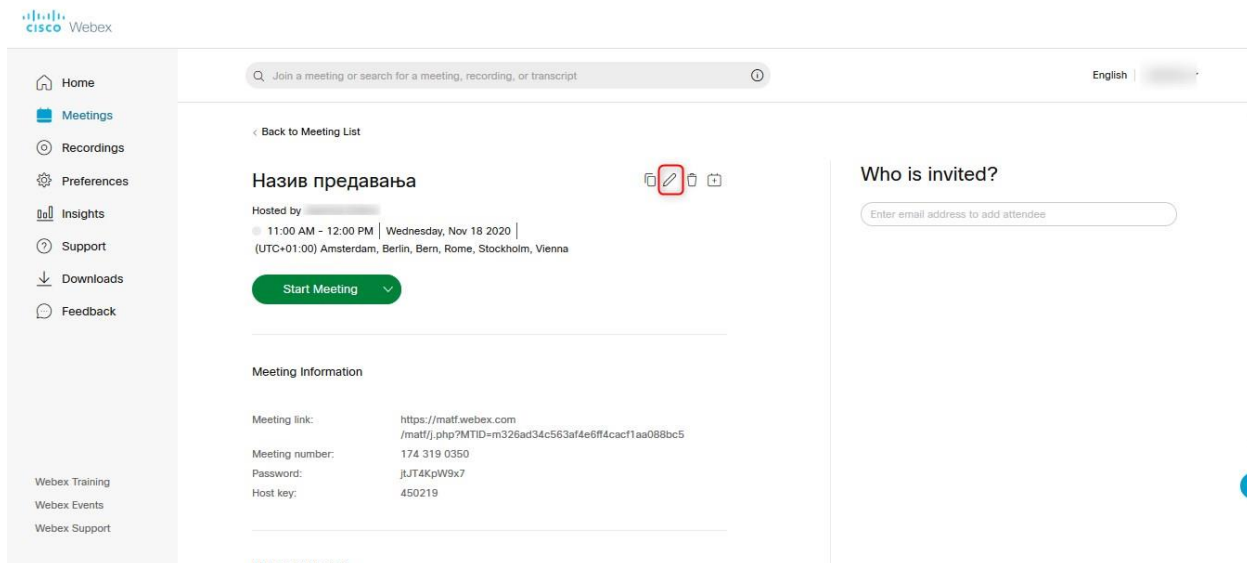 cisco Webex
Home
Meetings
Recordings
Preferences
Insights
Support
Downloads
Feedback
Webex Training
Webex Events
Webex Support
Join a meeting or search for a meeting, recording, or transcript
English
< Back to Meeting List
Назив предавања
Hosted by
11:00 AM - 12:00 PM | Wednesday, Nov 18 2020 |
(UTC+01:00) Amsterdam, Berlin, Bern, Rome, Stockholm, Vienna
Start Meeting
Meeting Information
Meeting link: https://matf.webex.com
/matf/j.php?MTID=m326ad34c563af4e6ff4cacf1aa088bc5
Meeting number: 174 319 0350
Password: jtJT4KpW9x7
Host key: 450219
Who is invited?
Enter email address to add attendee